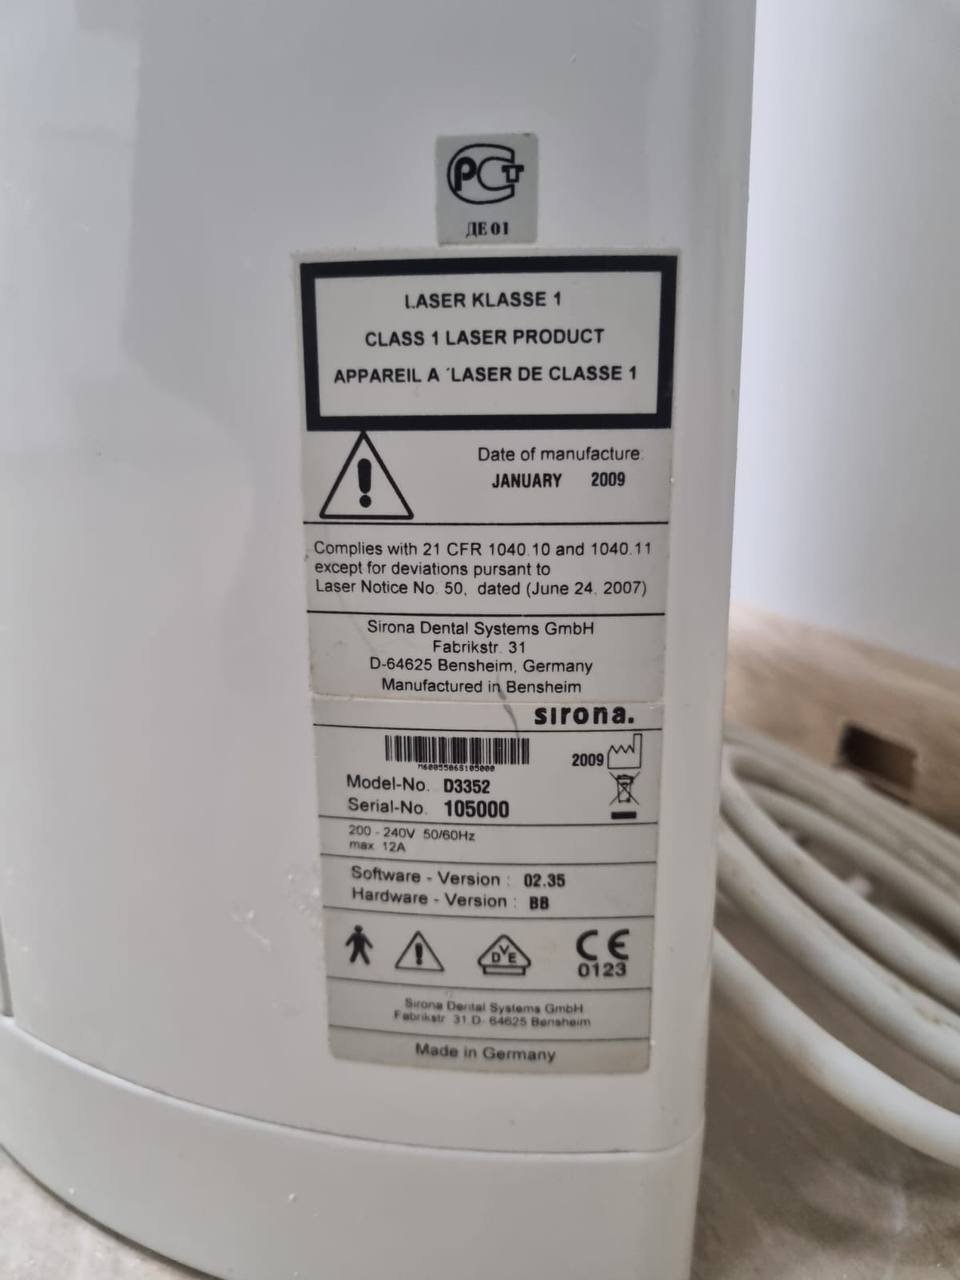 РСТ
ДЕ 01
LASER KLASSE 1
CLASS 1 LASER PRODUCT
APPAREIL A ´LASER DE CLASSE 1
Date of manufacture:
JANUARY 2009
Complies with 21 CFR 1040.10 and 1040.11
except for deviations pursant to
Laser Notice No. 50, dated (June 24, 2007)
Sirona Dental Systems GmbH
Fabrikstr. 31
D-64625 Bensheim, Germany
Manufactured in Bensheim
sirona.
2009
Model-No. D3352
Serial-No. 105000
200 - 240V 50/60Hz
max. 12A
Software - Version : 02.35
Hardware - Version : BB
DVE
CE
0123
Sirona Dental Systems GmbH
Fabrikstr. 31 D- 64625 Bensheim
Made in Germany